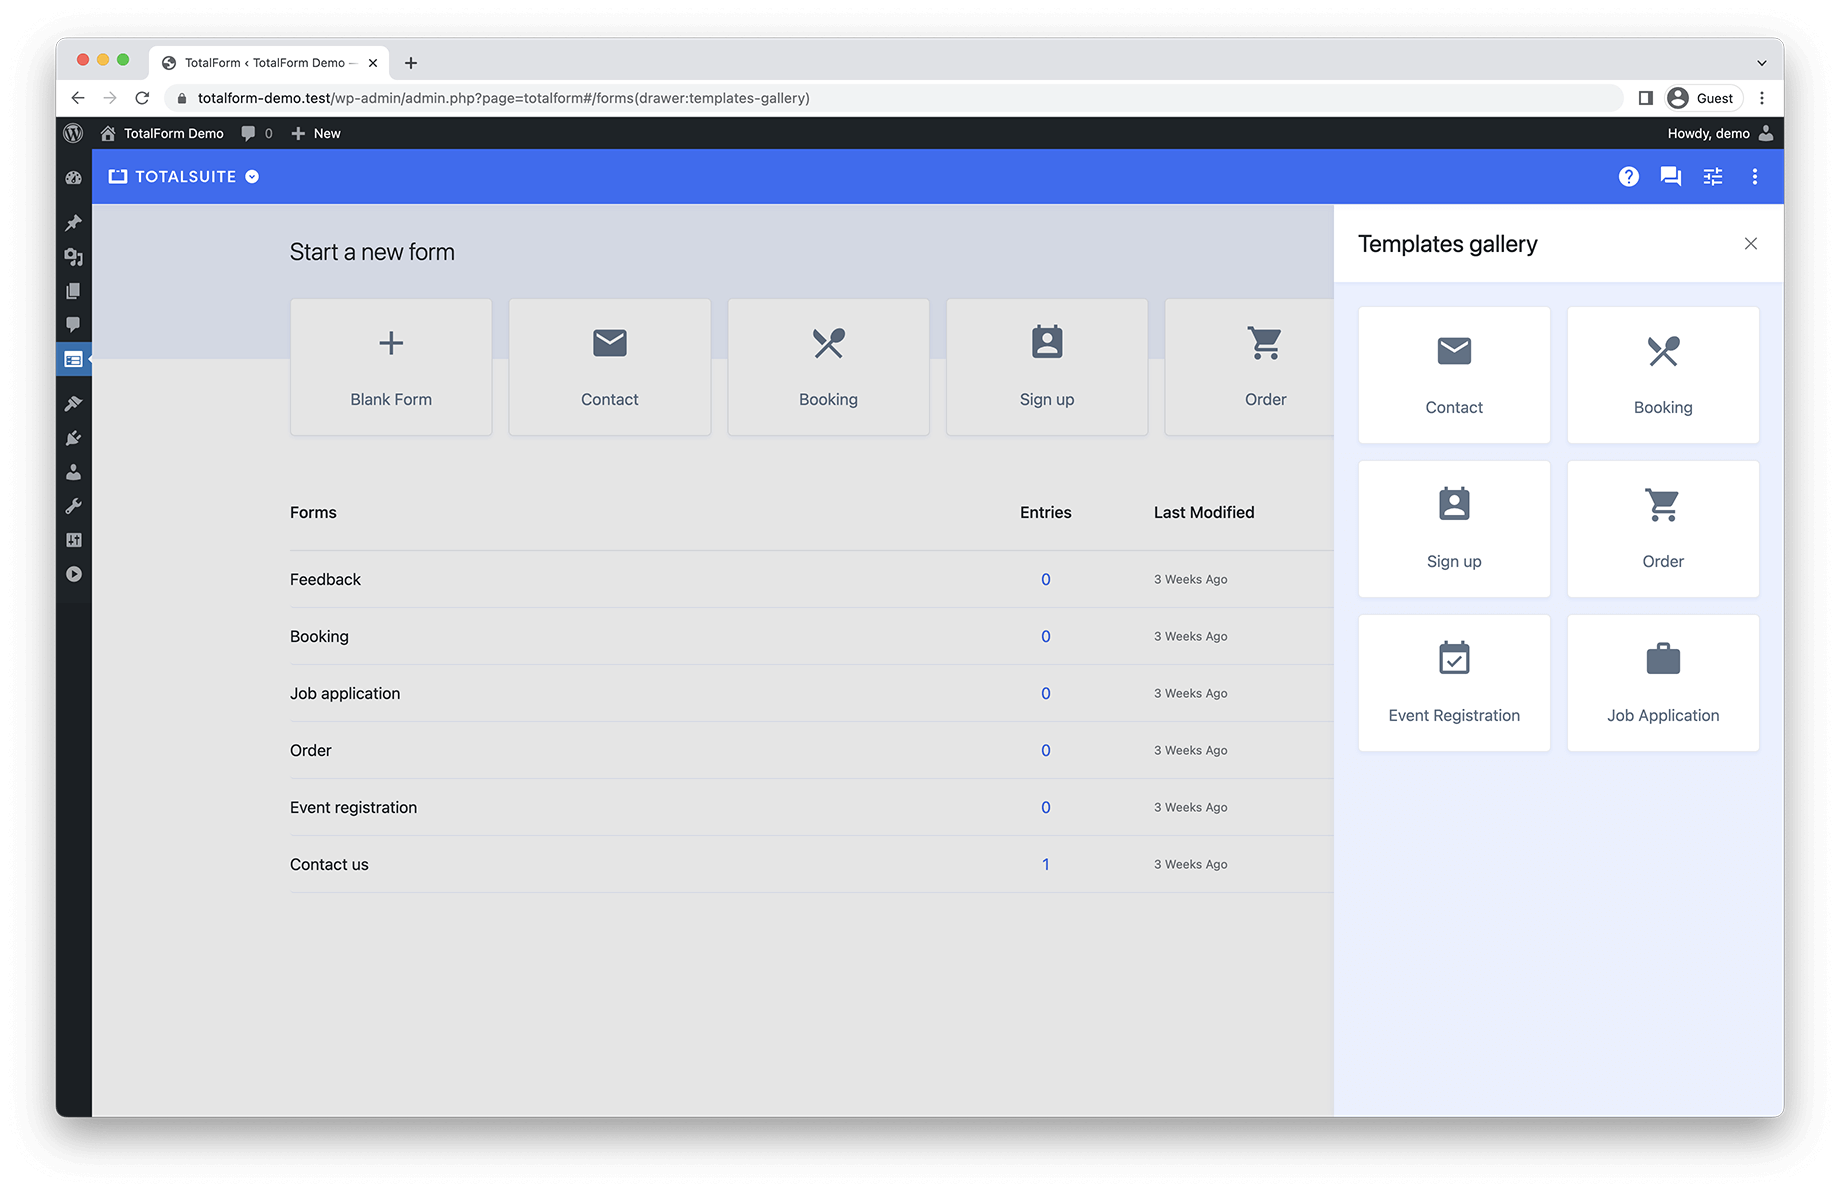 TotalForm ‹ TotalForm Demo —
totalform-demo.test/wp-admin/admin.php?page=totalform#/forms(drawer:templates-gallery)
Guest
TotalForm Demo
0
New
Howdy, demo
TOTALSUITE
Start a new form
Blank Form
Contact
Booking
Sign up
Order
Forms
Entries
Last Modified
Feedback
0
3 Weeks Ago
Booking
0
3 Weeks Ago
Job application
0
3 Weeks Ago
Order
0
3 Weeks Ago
Event registration
0
3 Weeks Ago
Contact us
1
3 Weeks Ago
Templates gallery
Contact
Booking
Sign up
Order
Event Registration
Job Application